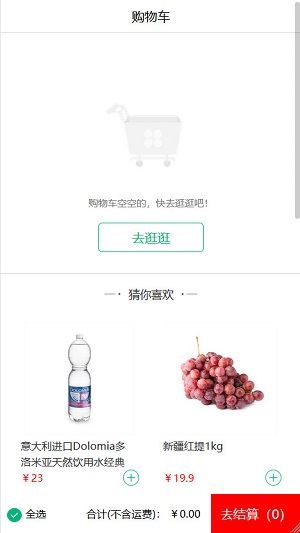 购物车
购物车空空的，快去逛逛吧!
去逛逛
猜你喜欢
意大利进口Dolomia多
洛米亚天然饮用水经典
￥23
新疆红提1kg
￥19.9
全选
合计(不含运费): ￥0.00
去结算（0）